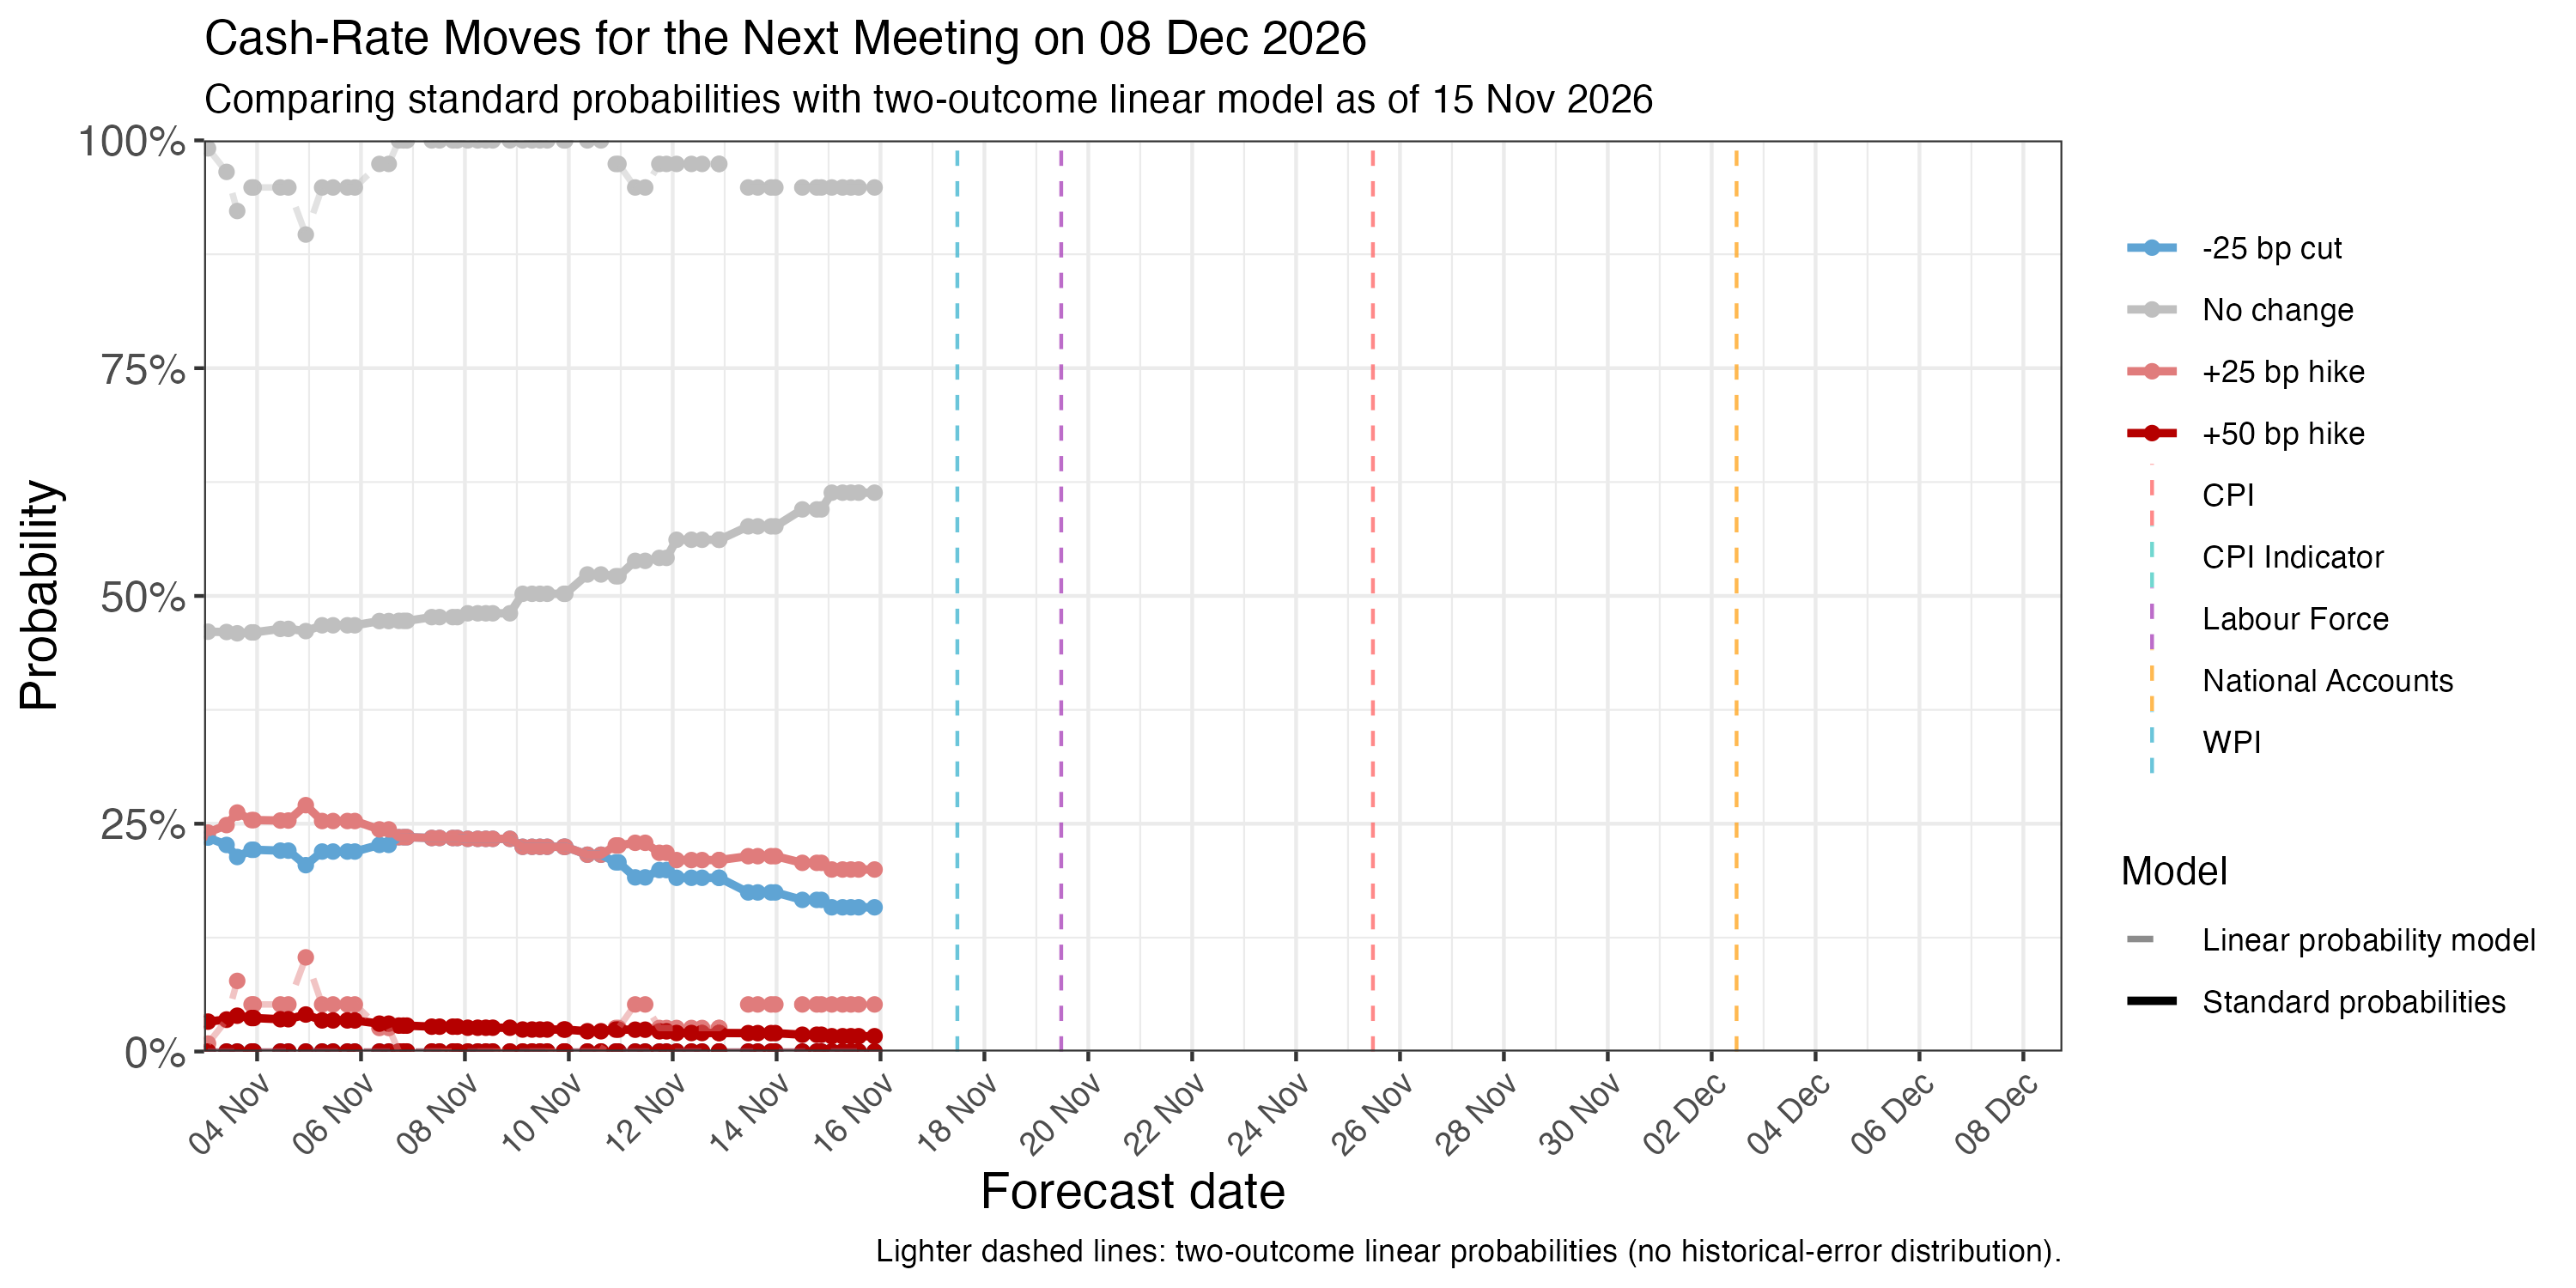 Cash-Rate Moves for the Next Meeting on 08 Dec 2026
Comparing standard probabilities with two-outcome linear model as of 15 Nov 2026
100%
75%
50%
25%
0%
Probability
04 Nov
06 Nov
08 Nov
10 Nov
12 Nov
14 Nov
16 Nov
18 Nov
20 Nov
22 Nov
24 Nov
26 Nov
28 Nov
30 Nov
02 Dec
04 Dec
06 Dec
08 Dec
Forecast date
-25 bp cut
No change
+25 bp hike
+50 bp hike
CPI
CPI Indicator
Labour Force
National Accounts
WPI
Model
Linear probability model
Standard probabilities
Lighter dashed lines: two-outcome linear probabilities (no historical-error distribution).